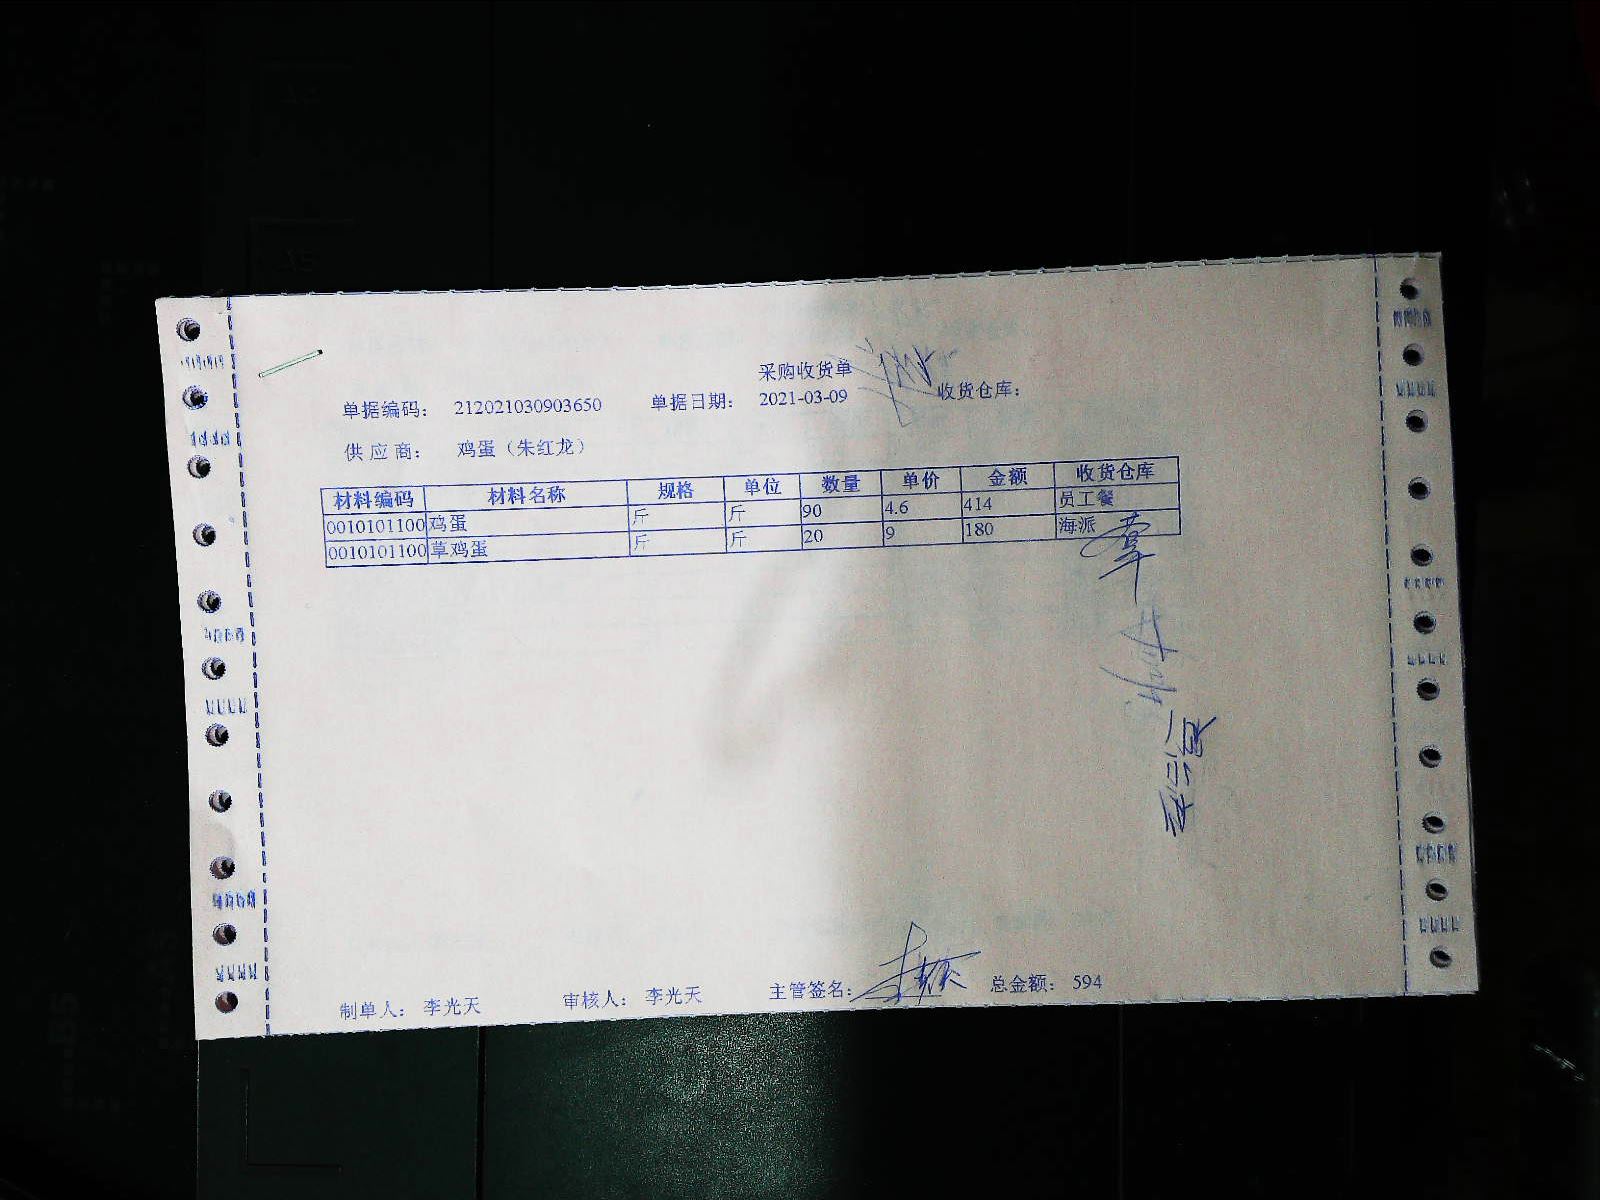 采购收货单
单据编码： 212021030903650 单据日期： 2021-03-09 收货仓库：
供应商： 鸡蛋（朱红龙）
材料编码 材料名称 规格 单位 数量 单价 金额 收货仓库
0010101100 鸡蛋 斤 斤 90 4.6 414 员工餐
0010101100 草鸡蛋 斤 斤 20 9 180 海派
制单人： 李光天 审核人： 李光天 主管签名： 总金额： 594